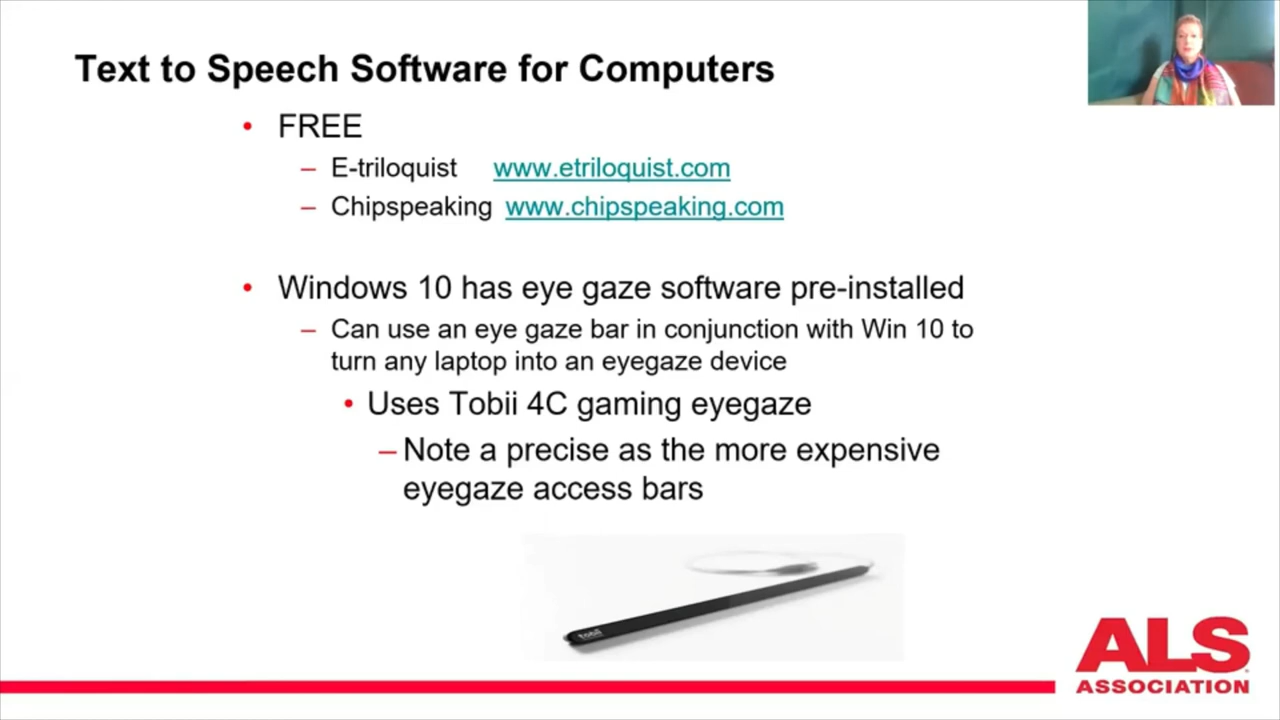 Text to Speech Software for Computers
• FREE
– E-triloquist www.etriloquist.com
– Chipspeaking www.chipspeaking.com
• Windows 10 has eye gaze software pre-installed
– Can use an eye gaze bar in conjunction with Win 10 to
turn any laptop into an eyegaze device
• Uses Tobii 4C gaming eyegaze
– Note a precise as the more expensive
eyegaze access bars
tobii
ALS
ASSOCIATION